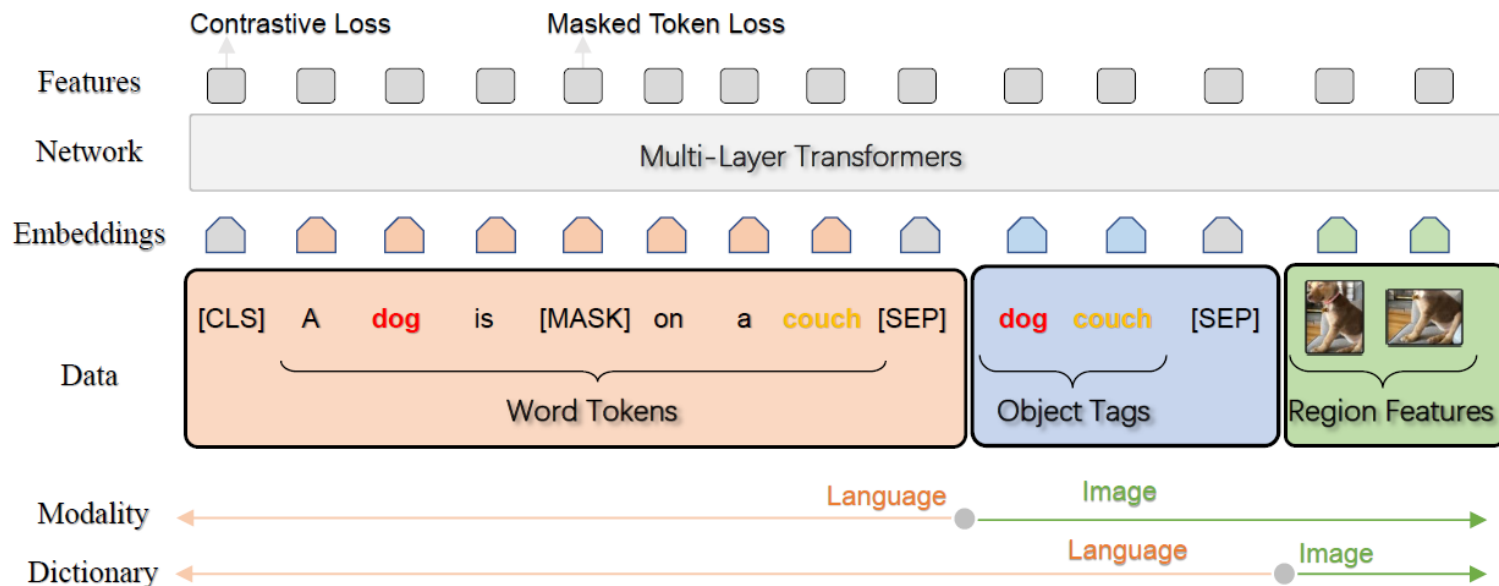 Contrastive Loss Masked Token Loss
Features
Network Multi-Layer Transformers
Embeddings
[CLS] A dog is [MASK] on a couch [SEP] dog couch [SEP]
Data
Word Tokens Object Tags Region Features
Language Image
Modality
Language Image
Dictionary